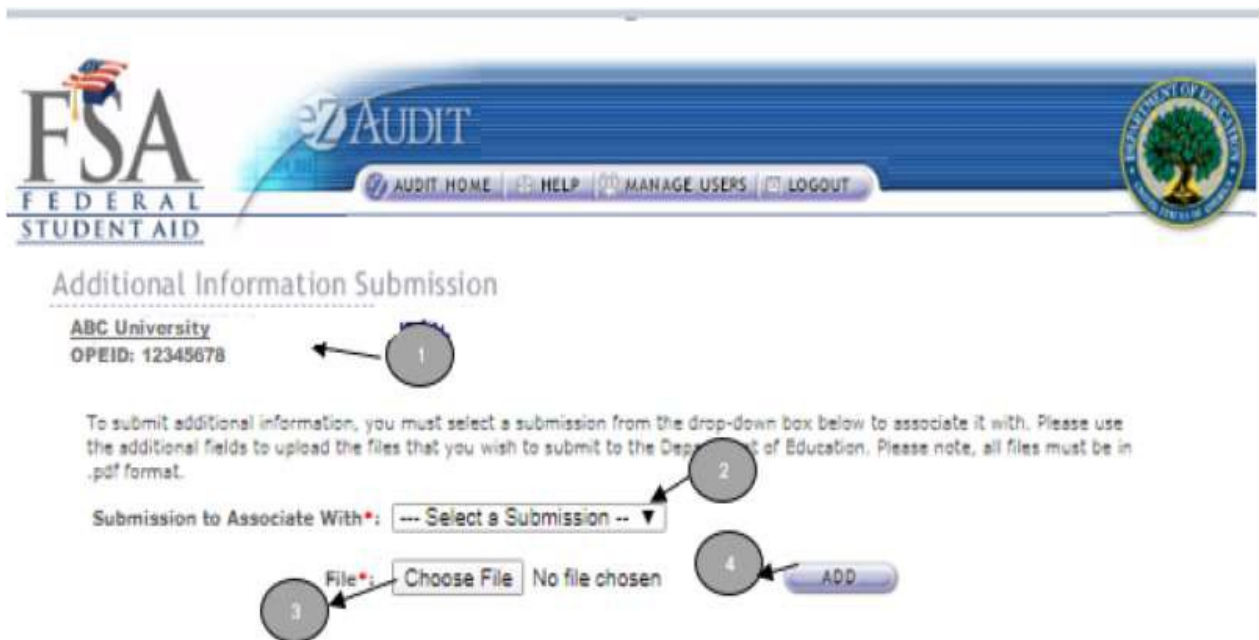 FSA
FEDERAL
STUDENT AID
eZ AUDIT
AUDIT HOME
HELP
MANAGE USERS
LOGOUT
Additional Information Submission
ABC University
OPEID: 12345678
1
To submit additional information, you must select a submission from the drop-down box below to associate it with. Please use
the additional fields to upload the files that you wish to submit to the Dep of Education. Please note, all files must be in
.pdf format.
2
Submission to Associate With*: --- Select a Submission -- ▼
File*: Choose File No file chosen
4
ADD
3